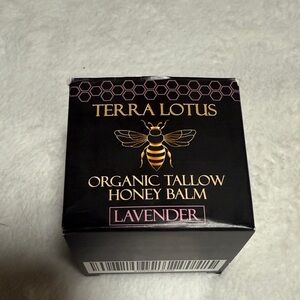 TERRA LOTUS
ORGANIC TALLOW
HONEY BALM
LAVENDER